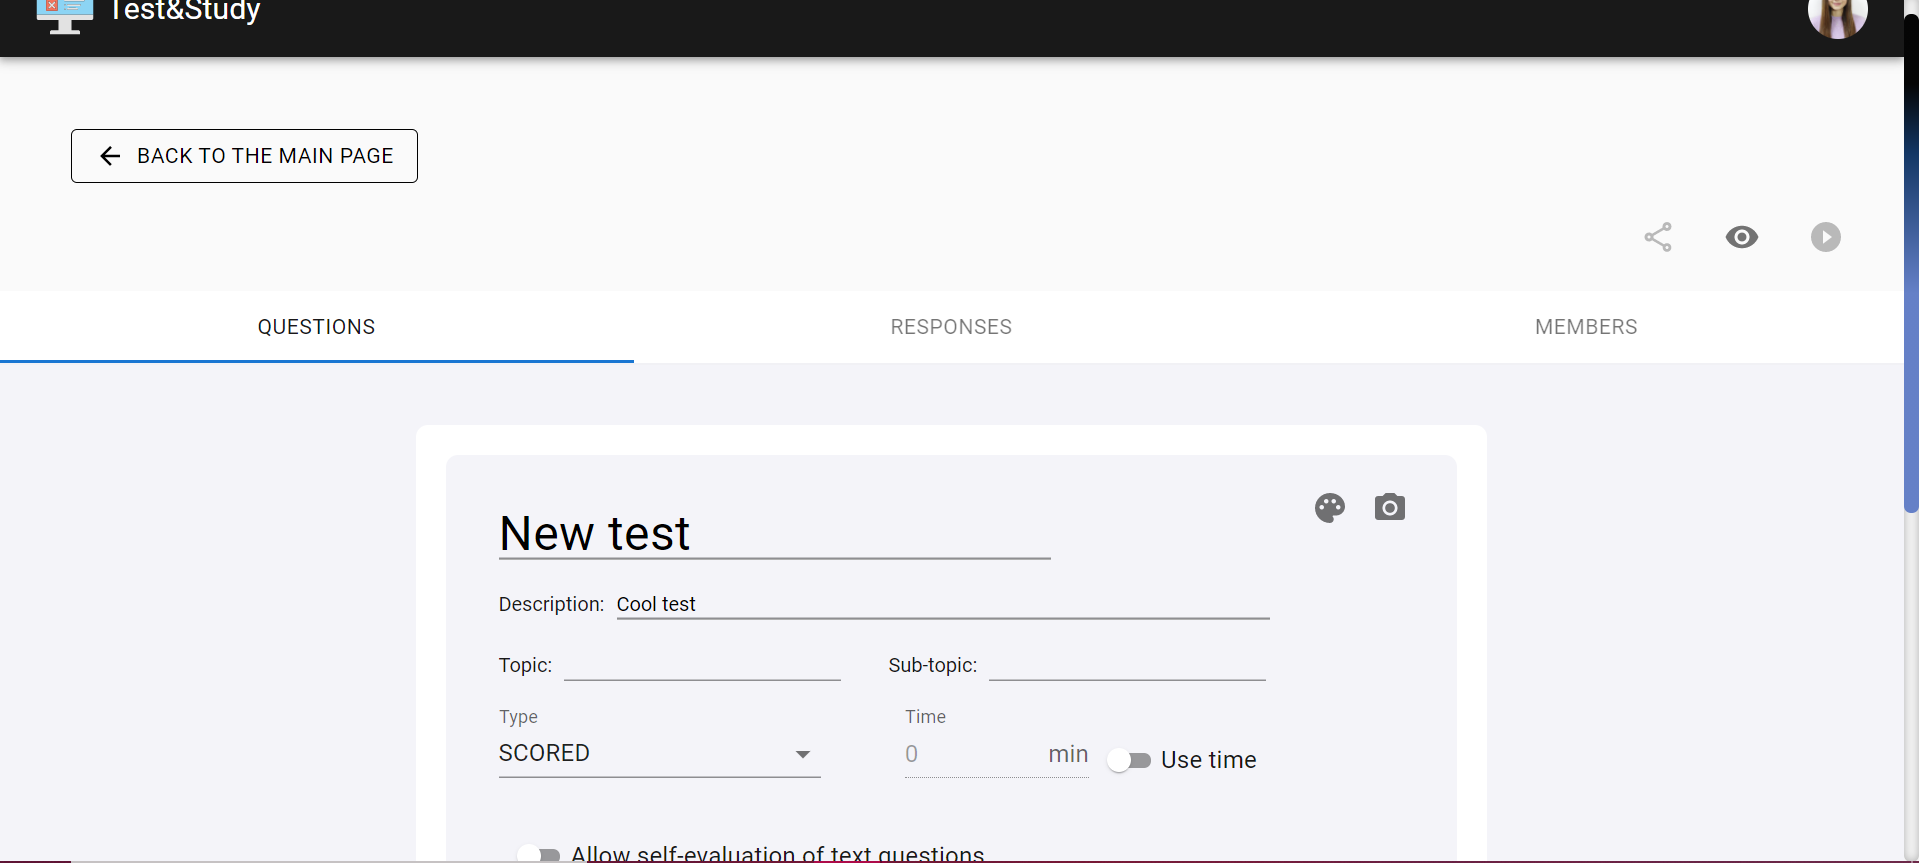 Test&Study
BACK TO THE MAIN PAGE
QUESTIONS RESPONSES MEMBERS
New test
Description: Cool test
Topic: Sub-topic:
Type Time
SCORED 0 min Use time
Allow self-evaluation of text questions